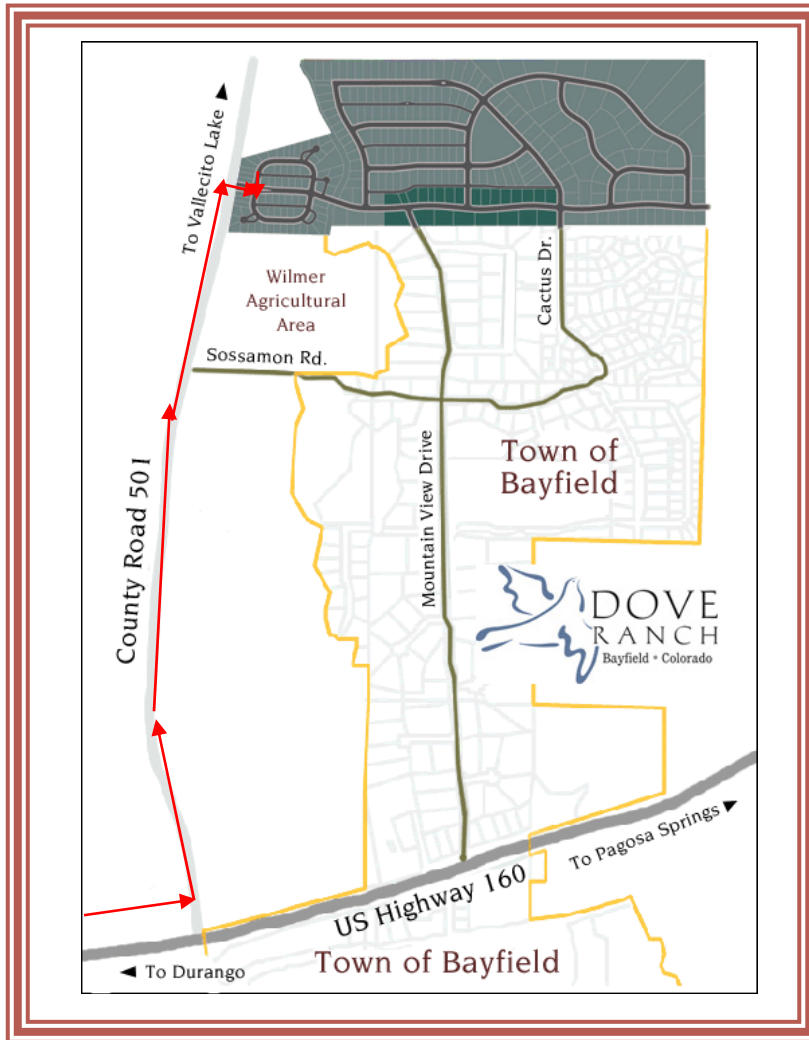 To Vallecito Lake ▲
Wilmer
Agricultural
Area
Cactus Dr.
Sossamon Rd.
County Road 501
Mountain View Drive
Town of
Bayfield
DOVE
RANCH
Bayfield • Colorado
To Pagosa Springs ►
US Highway 160
◄ To Durango
Town of Bayfield